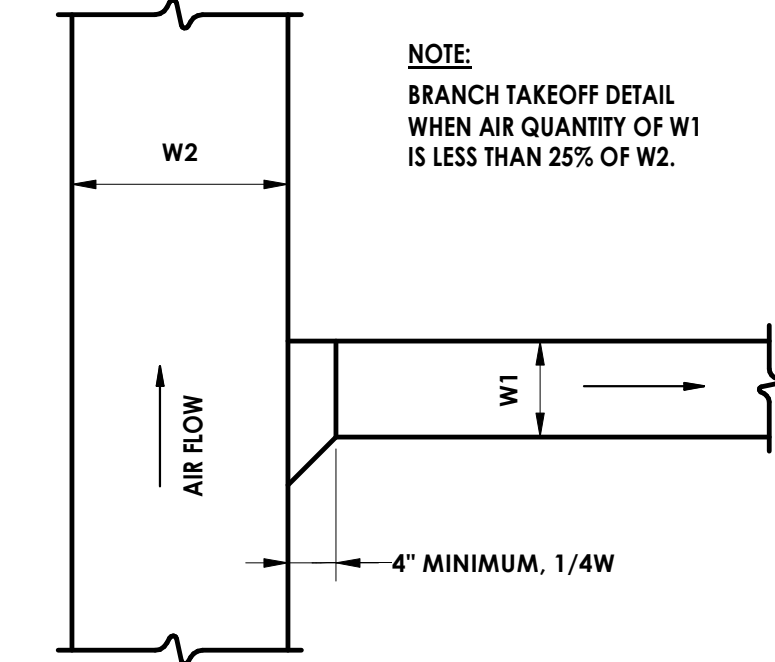 NOTE:
BRANCH TAKEOFF DETAIL
WHEN AIR QUANTITY OF W1
IS LESS THAN 25% OF W2.
W2
W1
AIR FLOW
4" MINIMUM, 1/4W